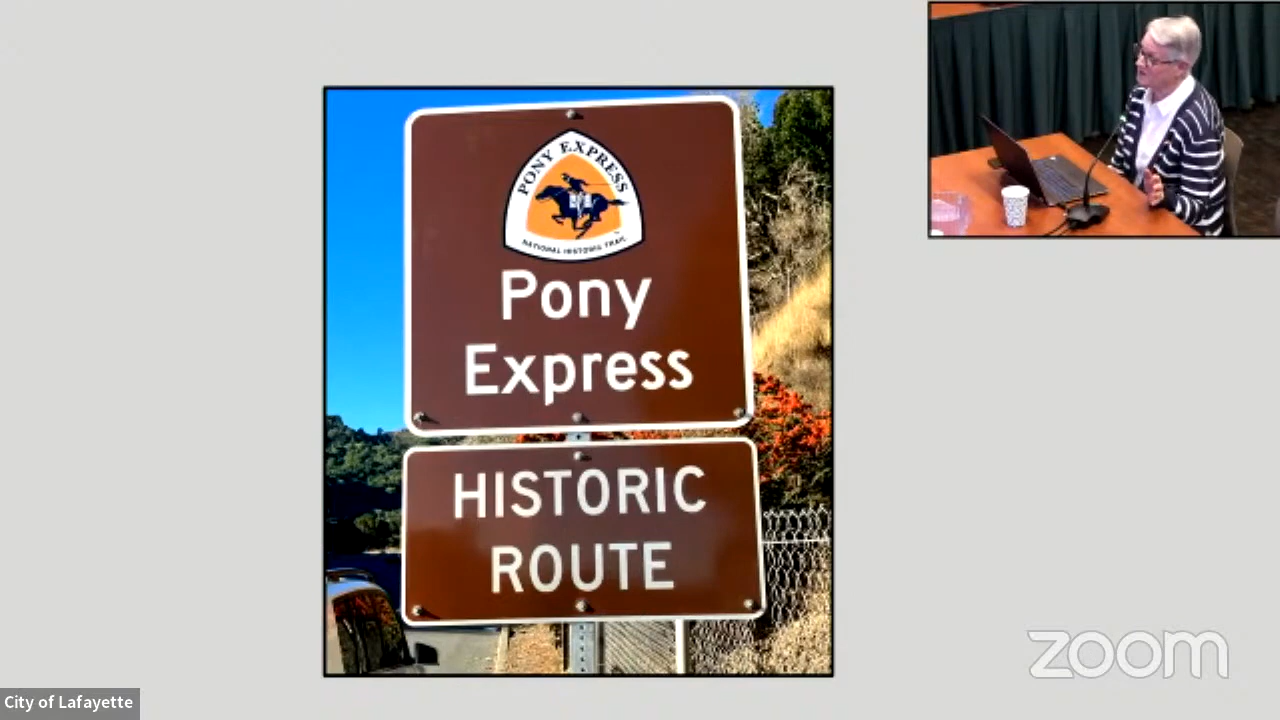 PONY EXPRESS
NATIONAL HISTORIC TRAIL
Pony
Express
HISTORIC
ROUTE
zoom
City of Lafayette